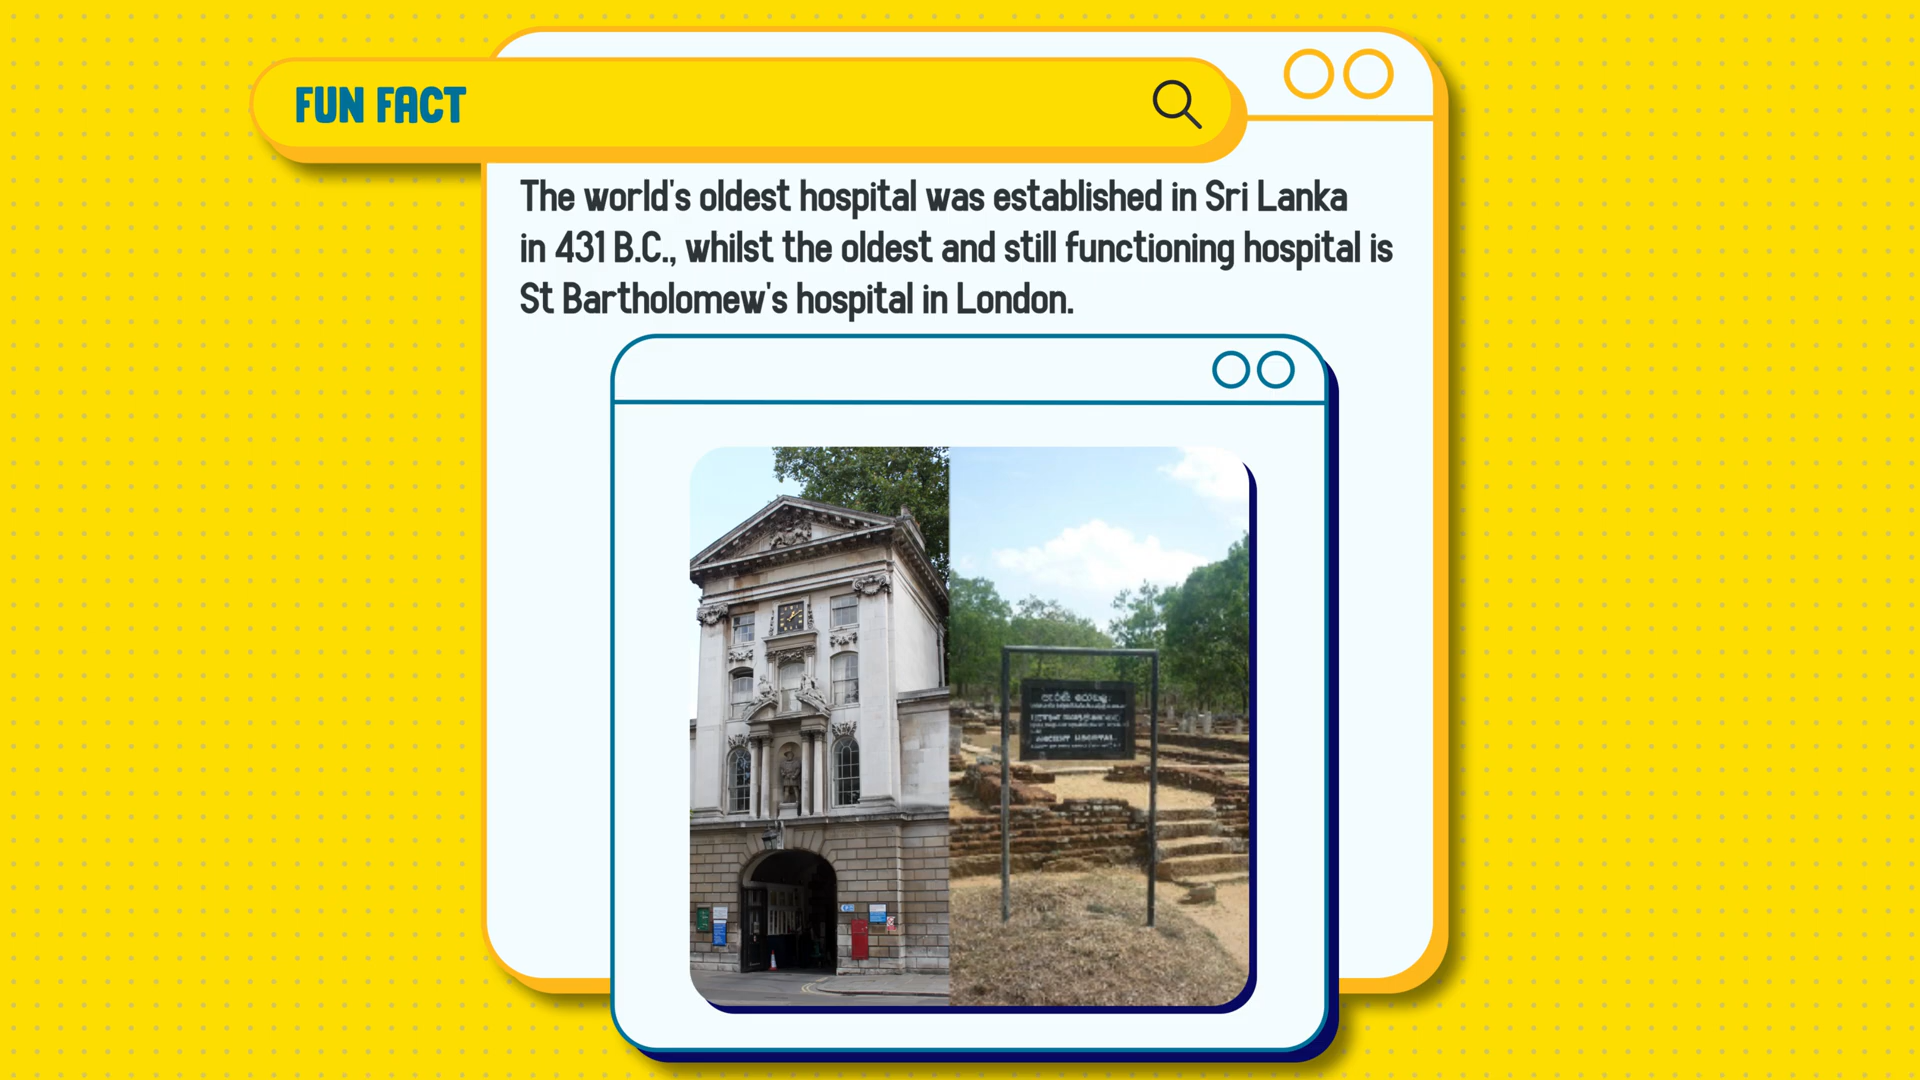 FUN FACT
The world's oldest hospital was established in Sri Lanka
in 431 B.C., whilst the oldest and still functioning hospital is
St Bartholomew's hospital in London.
ANCIENT HOSPITAL